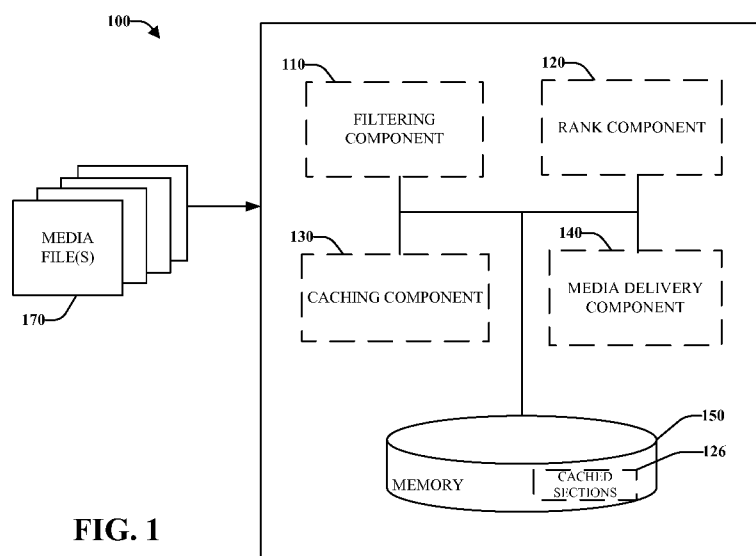 100
110
FILTERING
COMPONENT
120
RANK COMPONENT
MEDIA
FILE(S)
170
130
CACHING COMPONENT
140
MEDIA DELIVERY
COMPONENT
150
126
MEMORY
CACHED
SECTIONS
FIG. 1